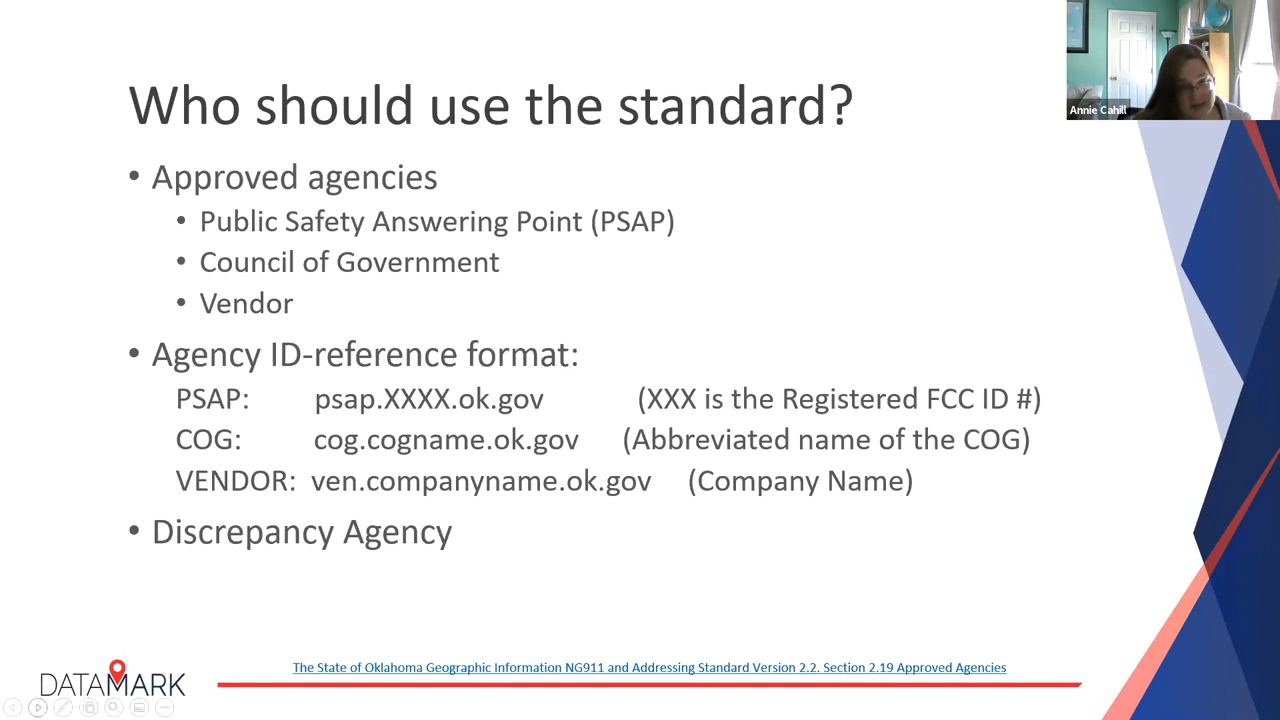 Who should use the standard?
Annie Cahill
• Approved agencies
• Public Safety Answering Point (PSAP)
• Council of Government
• Vendor
• Agency ID-reference format:
PSAP: psap.XXXX.ok.gov (XXX is the Registered FCC ID #)
COG: cog.cogname.ok.gov (Abbreviated name of the COG)
VENDOR: ven.companyname.ok.gov (Company Name)
• Discrepancy Agency
The State of Oklahoma Geographic Information NG911 and Addressing Standard Version 2.2. Section 2.19 Approved Agencies
DATAMARK